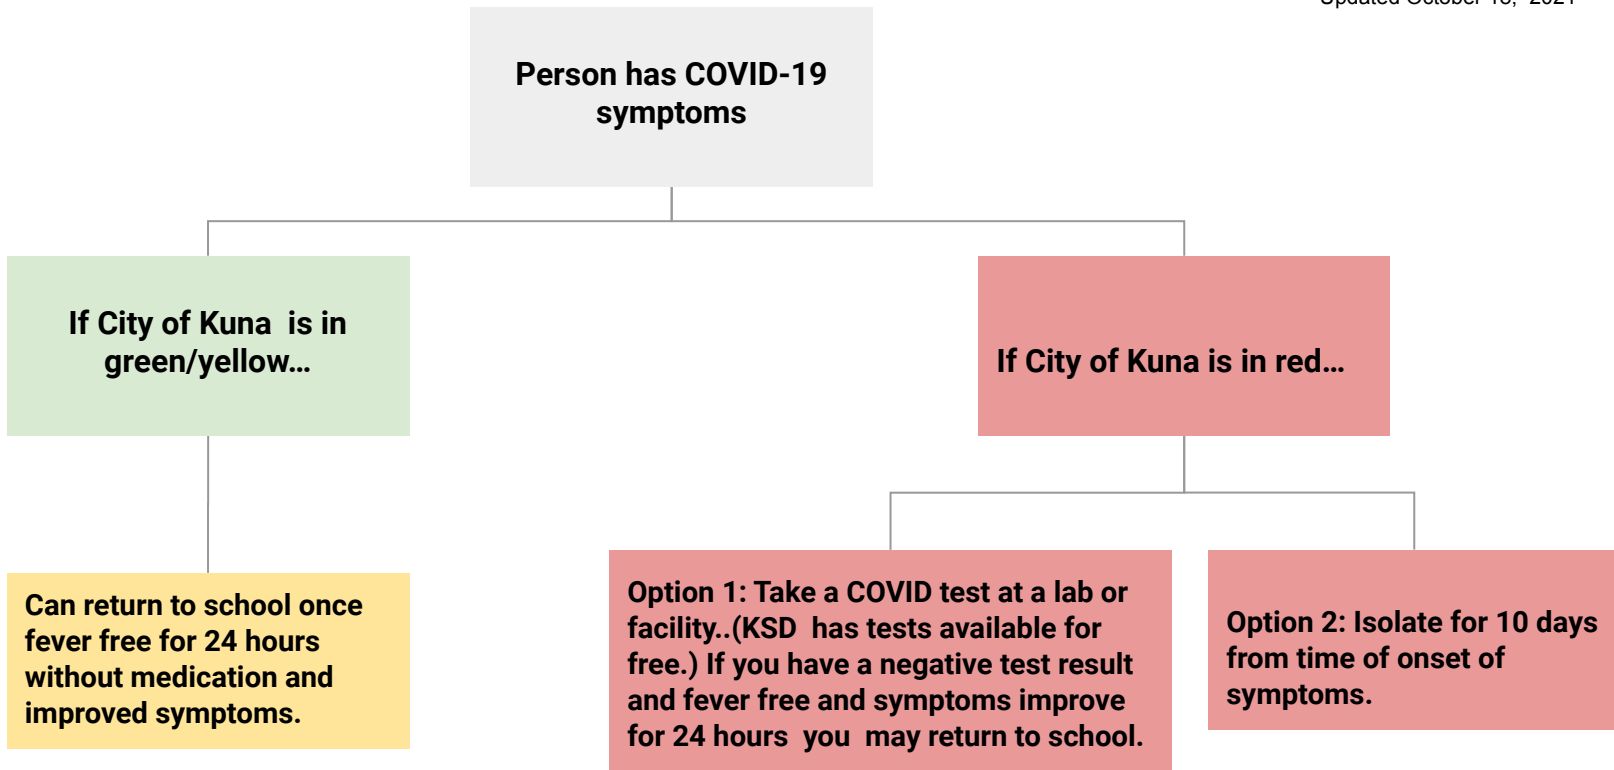 Updated October 18, 2021
Person has COVID-19
symptoms
If City of Kuna  is in
green/yellow…
If City of Kuna is in red…
Can return to school once
fever free for 24 hours
without medication and
improved symptoms.
Option 1: Take a COVID test at a lab or
facility..(KSD  has tests available for
free.) If you have a negative test result
and fever free and symptoms improve
for 24 hours  you  may return to school.
Option 2: Isolate for 10 days
from time of onset of
symptoms.